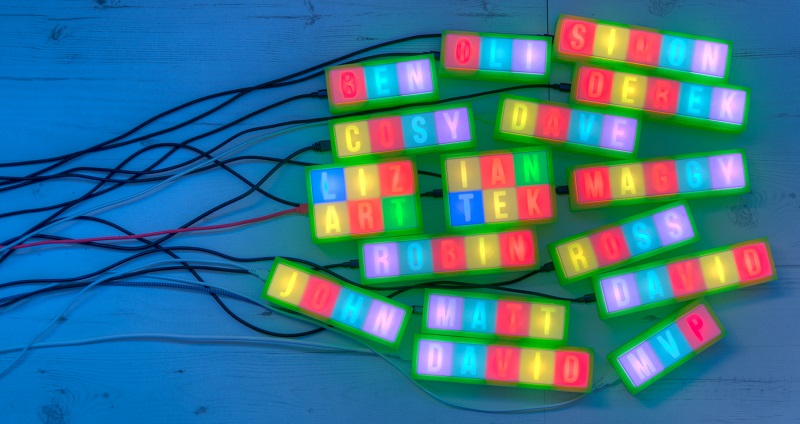 SIMON
OLI
BEN
DEREK
COSY
DAVE
LIZ
ART
IAN
TEK
MAGGY
ROBIN
ROSS
DAVID
JOHN
MATT
DAVID
MVP